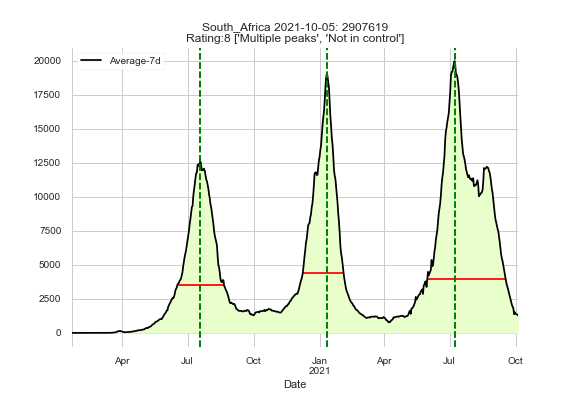 South_Africa 2021-10-05: 2907619
Rating:8 ['Multiple peaks', 'Not in control']
Average-7d
20000
17500
15000
12500
10000
7500
5000
2500
0
Apr Jul Oct Jan Apr Jul Oct
2021
Date